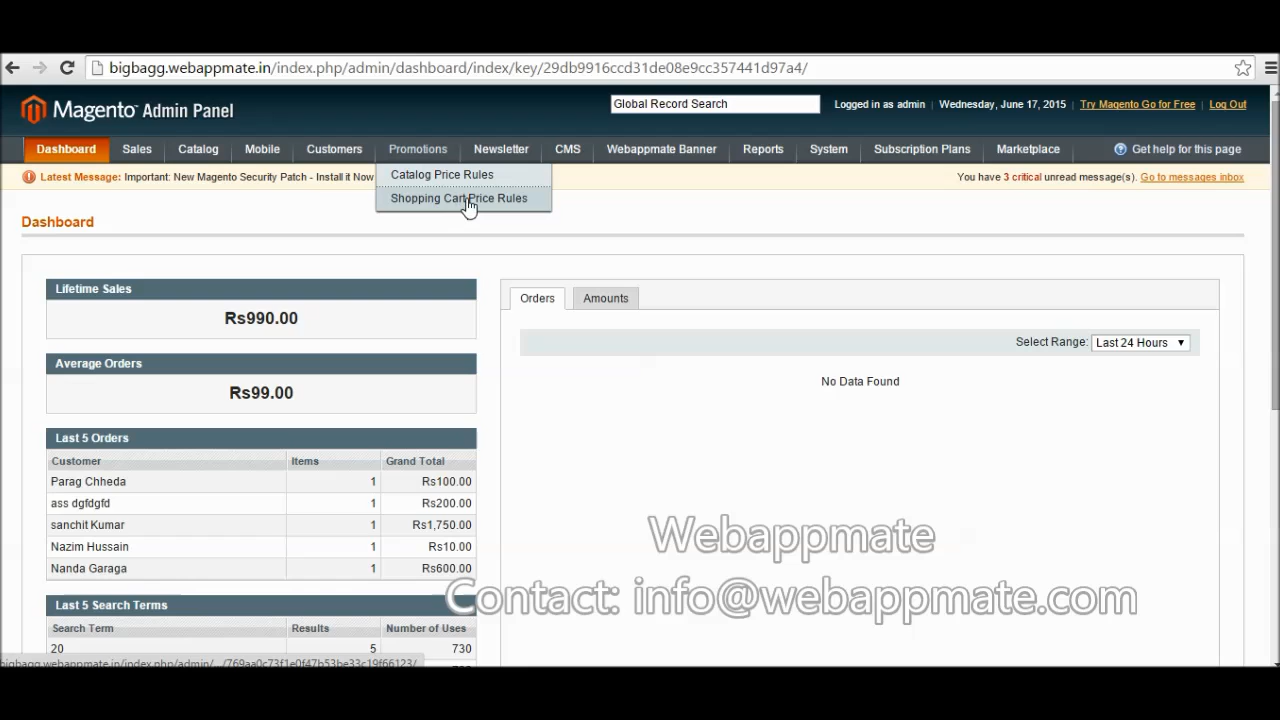 bigbagg.webappmate.in/index.php/admin/dashboard/index/key/29db9916ccd31de08e9cc357441d97a4/
Magento Admin Panel
Global Record Search
Logged in as admin | Wednesday, June 17, 2015 | Try Magento Go for Free | Log Out
Dashboard Sales Catalog Mobile Customers Promotions Newsletter CMS Webappmate Banner Reports System Subscription Plans Marketplace Get help for this page
Latest Message: Important: New Magento Security Patch - Install it Now
Catalog Price Rules
You have 3 critical unread message(s). Go to messages inbox
Shopping Cart Price Rules
Dashboard
Lifetime Sales
Rs990.00
Average Orders
Rs99.00
Last 5 Orders
Customer Items Grand Total
Parag Chheda 1 Rs100.00
ass dgfdgfd 1 Rs200.00
sanchit Kumar 1 Rs1,750.00
Nazim Hussain 1 Rs10.00
Nanda Garaga 1 Rs600.00
Last 5 Search Terms
Search Term Results Number of Uses
20 5 730
Orders Amounts
Select Range: Last 24 Hours
No Data Found
Webappmate
Contact: info@webappmate.com